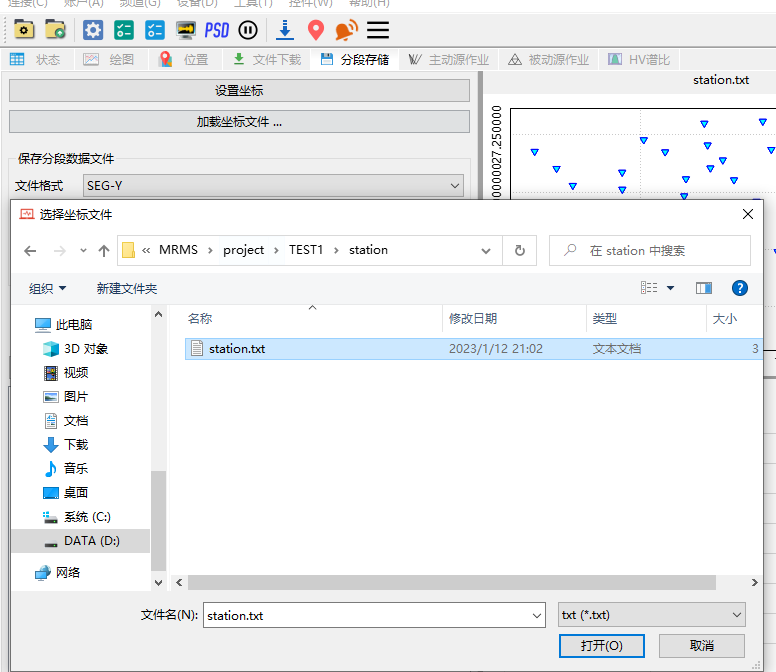 连接(C) 账户(A) 频道(G) 设备(D) 工具(T) 控件(W) 帮助(H)
PSD
状态 绘图 位置 文件下载 分段存储 主动源作业 被动源作业 HV谱比
设置坐标
加载坐标文件 ...
保存分段数据文件
文件格式 SEG-Y
station.txt
00000027.250000
选择坐标文件
« MRMS › project › TEST1 › station
在 station 中搜索
组织 新建文件夹
名称 修改日期 类型 大小
station.txt 2023/1/12 21:02 文本文档 3
此电脑
3D 对象
视频
图片
文档
下载
音乐
桌面
系统 (C:)
DATA (D:)
网络
文件名(N): station.txt txt (*.txt)
打开(O) 取消